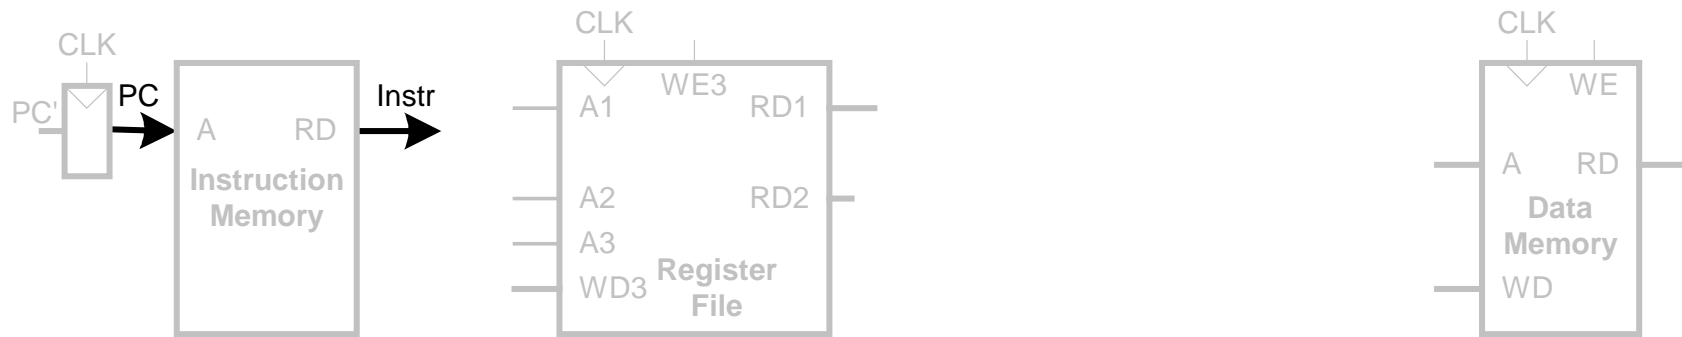 CLK
PC'
PC
A
RD
Instruction
Memory
Instr
CLK
WE3
A1
RD1
A2
RD2
A3
WD3
Register
File
CLK
WE
A
RD
Data
Memory
WD